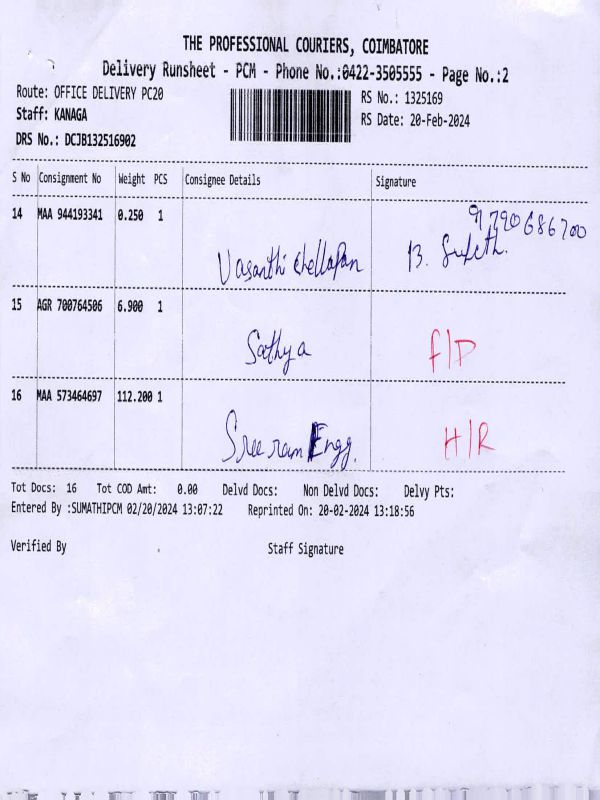 THE PROFESSIONAL COURIERS, COIMBATORE
Delivery Runsheet - PCM - Phone No.:0422-3505555 - Page No.:2
Route: OFFICE DELIVERY PC20 RS No.: 1325169
Staff: KANAGA RS Date: 20-Feb-2024
DRS No.: DCJB132516902
S No Consignment No Weight PCS Consignee Details Signature
14 MAA 944193341 0.250 1
Vasanthi Chellapan B.
15 AGR 700764506 6.900 1
Sathya F/D
16 MAA 573464697 112.200 1
Sree ram Engg. H/R
Tot Docs: 16 Tot COD Amt: 0.00 Delvd Docs: Non Delvd Docs: Delvy Pts:
Entered By :SUMATHIPCM 02/20/2024 13:07:22 Reprinted On: 20-02-2024 13:18:56
Verified By Staff Signature